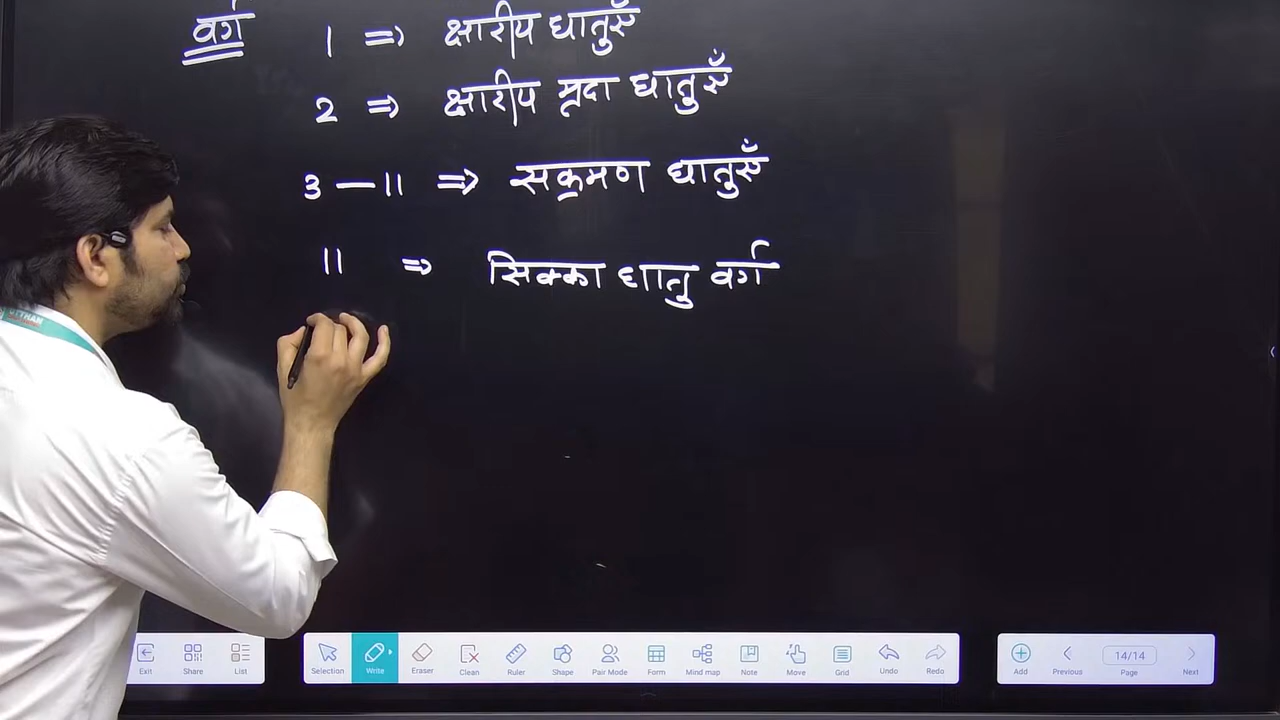 वर्ग 1 => क्षारीय धातुएँ
2 => क्षारीय मृदा धातुएँ
3 — 11 => सक्रमण धातुएँ
11 => सिक्का धातु वर्ग
Exit Share List Selection Write Eraser Clean Ruler Shape Pair Mode Form Mind map Note Move Grid Undo Redo Add Previous 14/14 Page Next